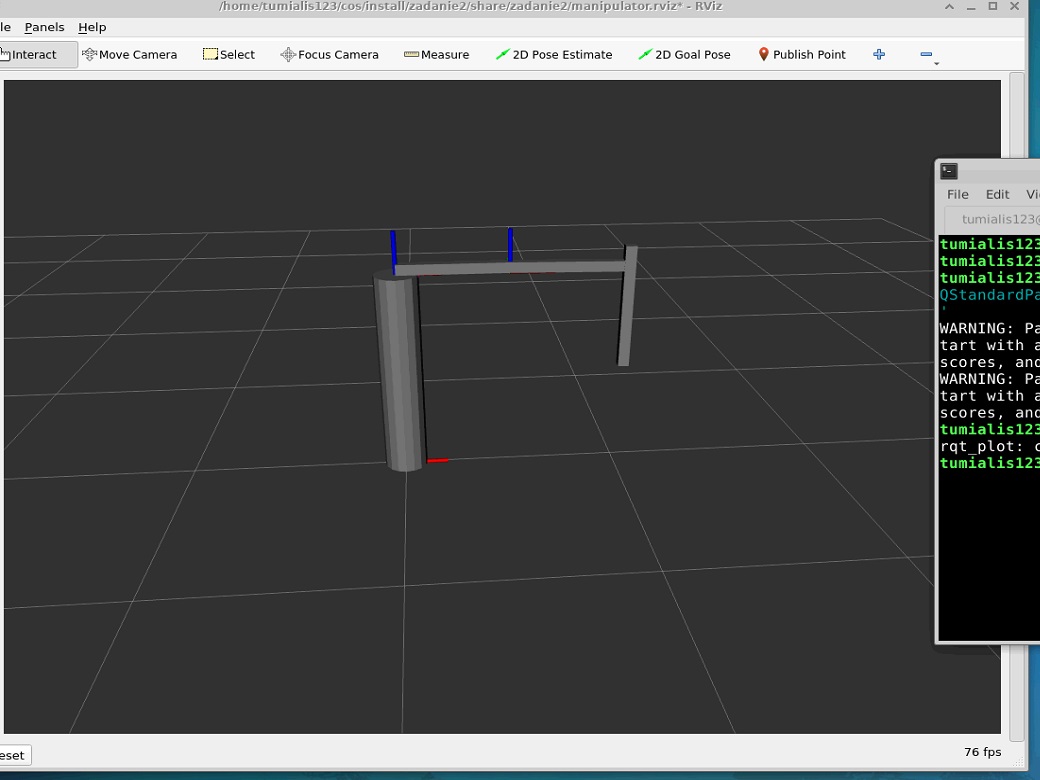 /home/tumialis123/cos/install/zadanie2/share/zadanie2/manipulator.rviz* - RViz
le Panels Help
Interact Move Camera Select Focus Camera Measure 2D Pose Estimate 2D Goal Pose Publish Point
File Edit Vi
tumialis123@
tumialis123
tumialis123
tumialis123
QStandardPa
'
WARNING: Pa
tart with a
scores, and
WARNING: Pa
tart with a
scores, and
tumialis123
rqt_plot: c
tumialis123
eset
76 fps